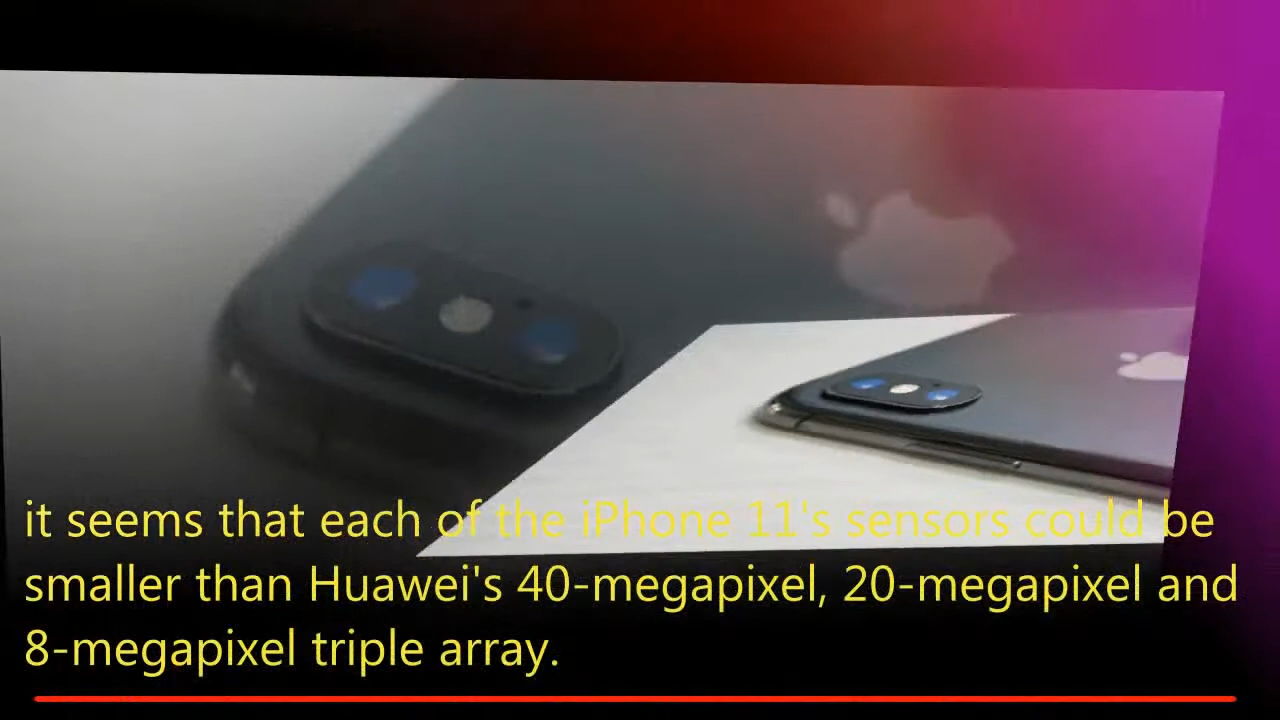 it seems that each of the iPhone 11's sensors could be
smaller than Huawei's 40-megapixel, 20-megapixel and
8-megapixel triple array.